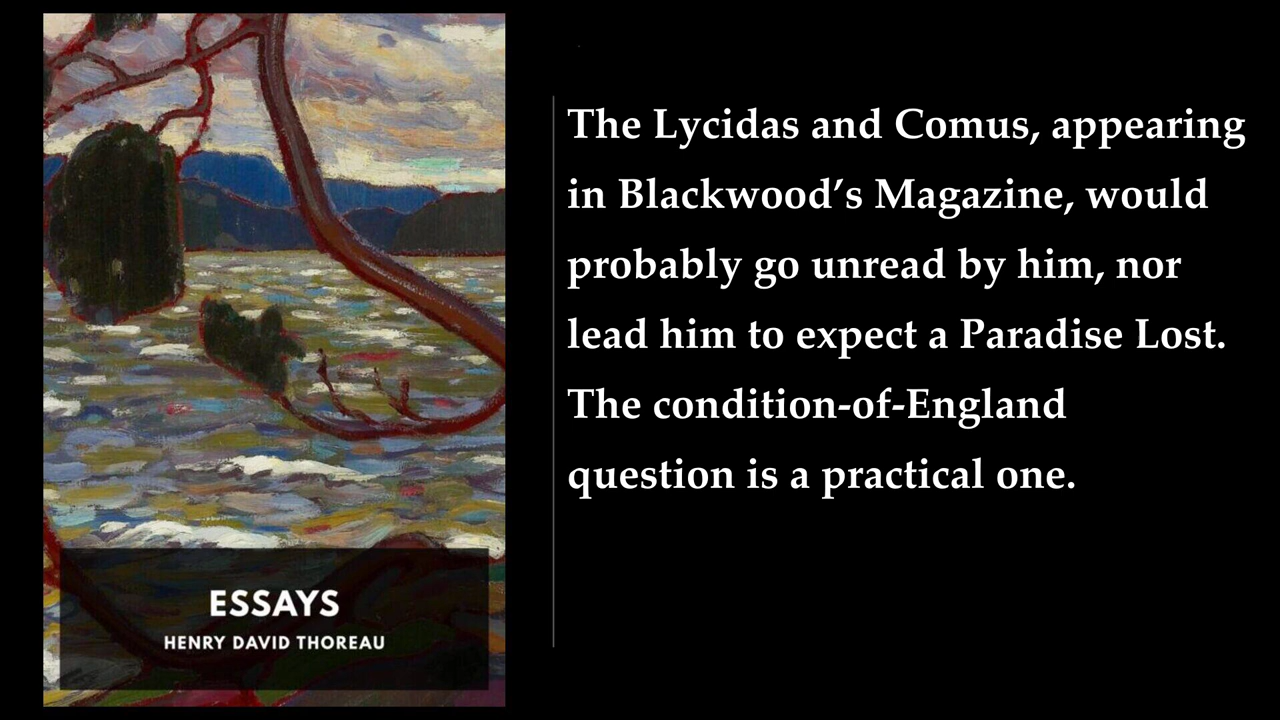 The Lycidas and Comus, appearing
in Blackwood’s Magazine, would
probably go unread by him, nor
lead him to expect a Paradise Lost.
The condition-of-England
question is a practical one.
ESSAYS
HENRY DAVID THOREAU